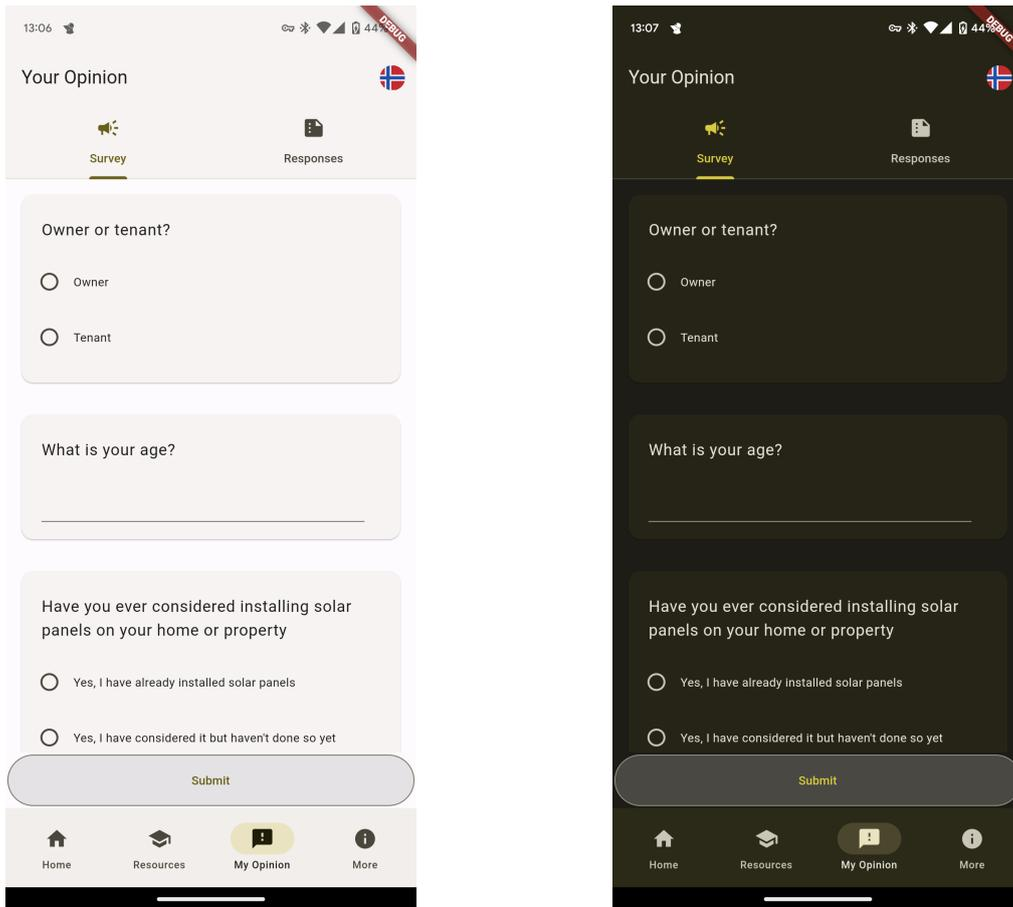 13:06
44%
DEBUG
Your Opinion
Survey
Responses
Owner or tenant?
Owner
Tenant
What is your age?
Have you ever considered installing solar
panels on your home or property
Yes, I have already installed solar panels
Yes, I have considered it but haven't done so yet
Submit
Home
Resources
My Opinion
More
13:07
44%
DEBUG
Your Opinion
Survey
Responses
Owner or tenant?
Owner
Tenant
What is your age?
Have you ever considered installing solar
panels on your home or property
Yes, I have already installed solar panels
Yes, I have considered it but haven't done so yet
Submit
Home
Resources
My Opinion
More